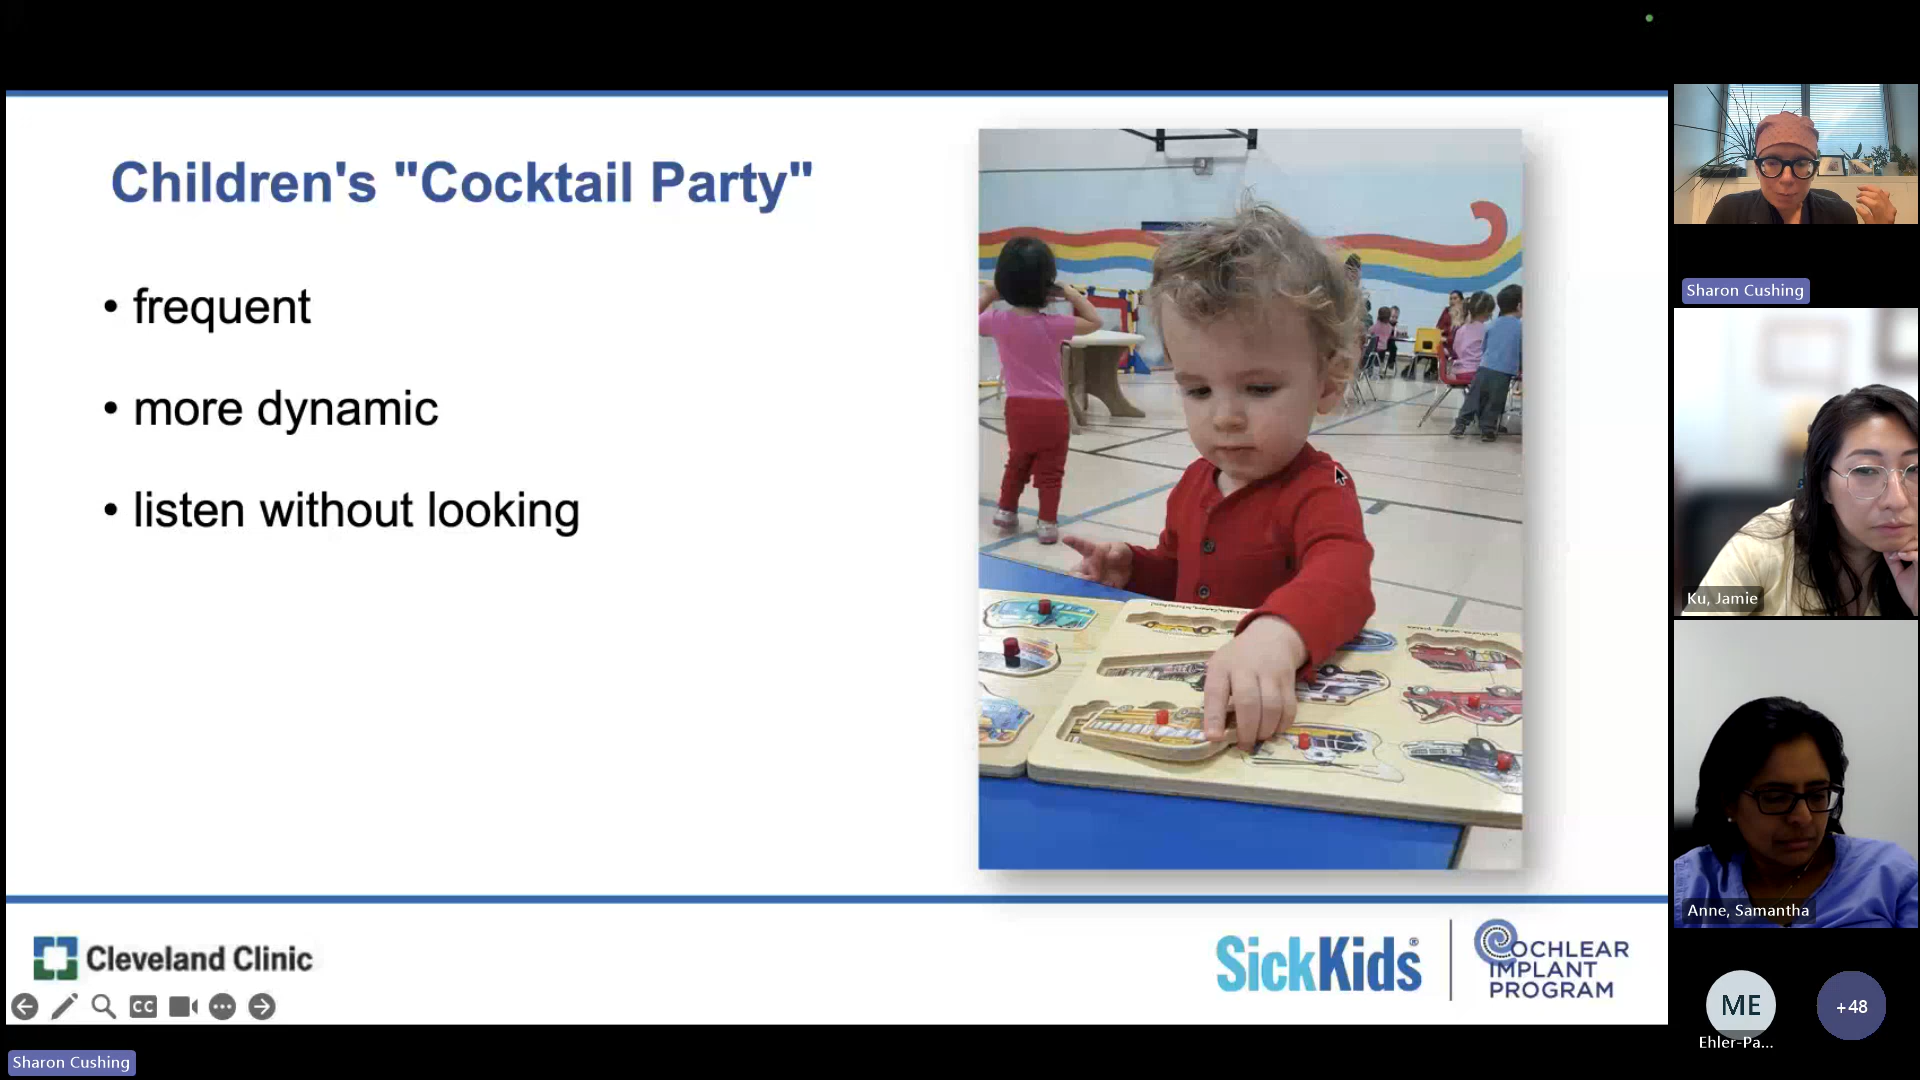 Children's "Cocktail Party"
• frequent
• more dynamic
• listen without looking
Cleveland Clinic
SickKids®
COCHLEAR
IMPLANT
PROGRAM
CC
Sharon Cushing
Sharon Cushing
Ku, Jamie
Anne, Samantha
ME
Ehler-Pa...
+48